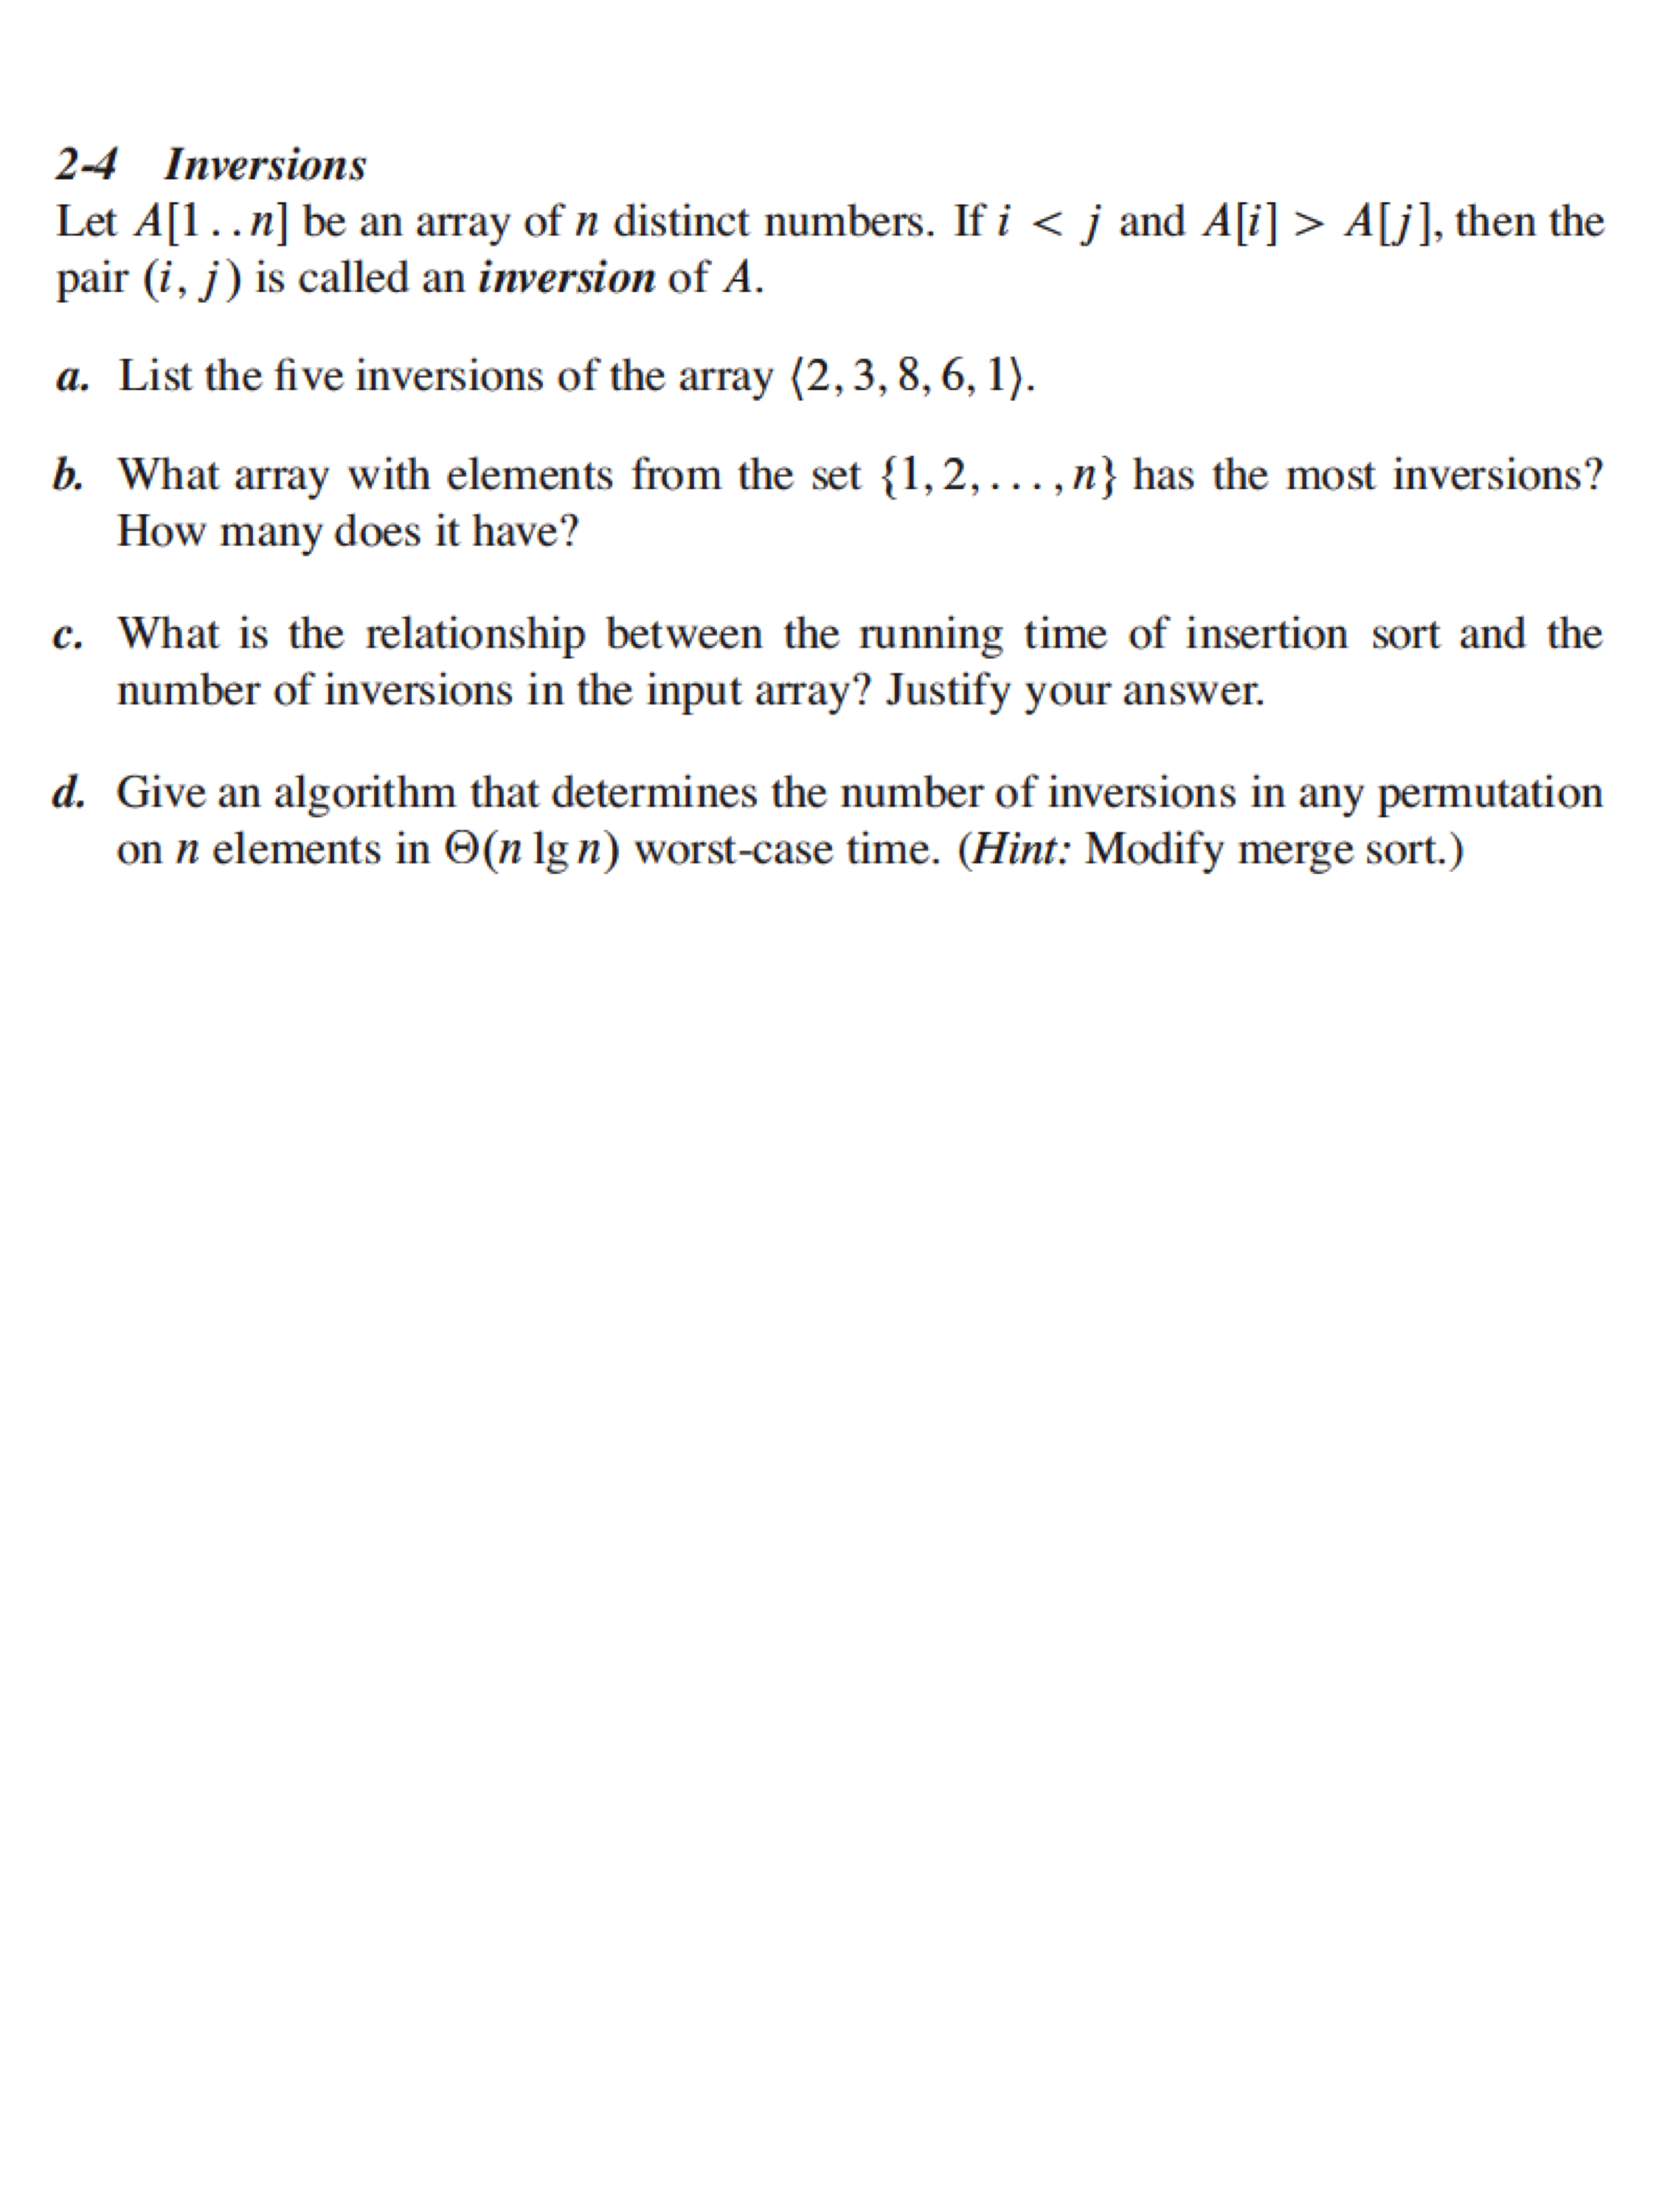 2-4 Inversions
Let A[1..n] be an array of n distinct numbers. If i < j and A[i] > A[j], then the
pair (i, j) is called an inversion of A.
a. List the five inversions of the array ⟨2, 3, 8, 6, 1⟩.
b. What array with elements from the set {1, 2, ..., n} has the most inversions?
How many does it have?
c. What is the relationship between the running time of insertion sort and the
number of inversions in the input array? Justify your answer.
d. Give an algorithm that determines the number of inversions in any permutation
on n elements in Θ(n lg n) worst-case time. (Hint: Modify merge sort.)